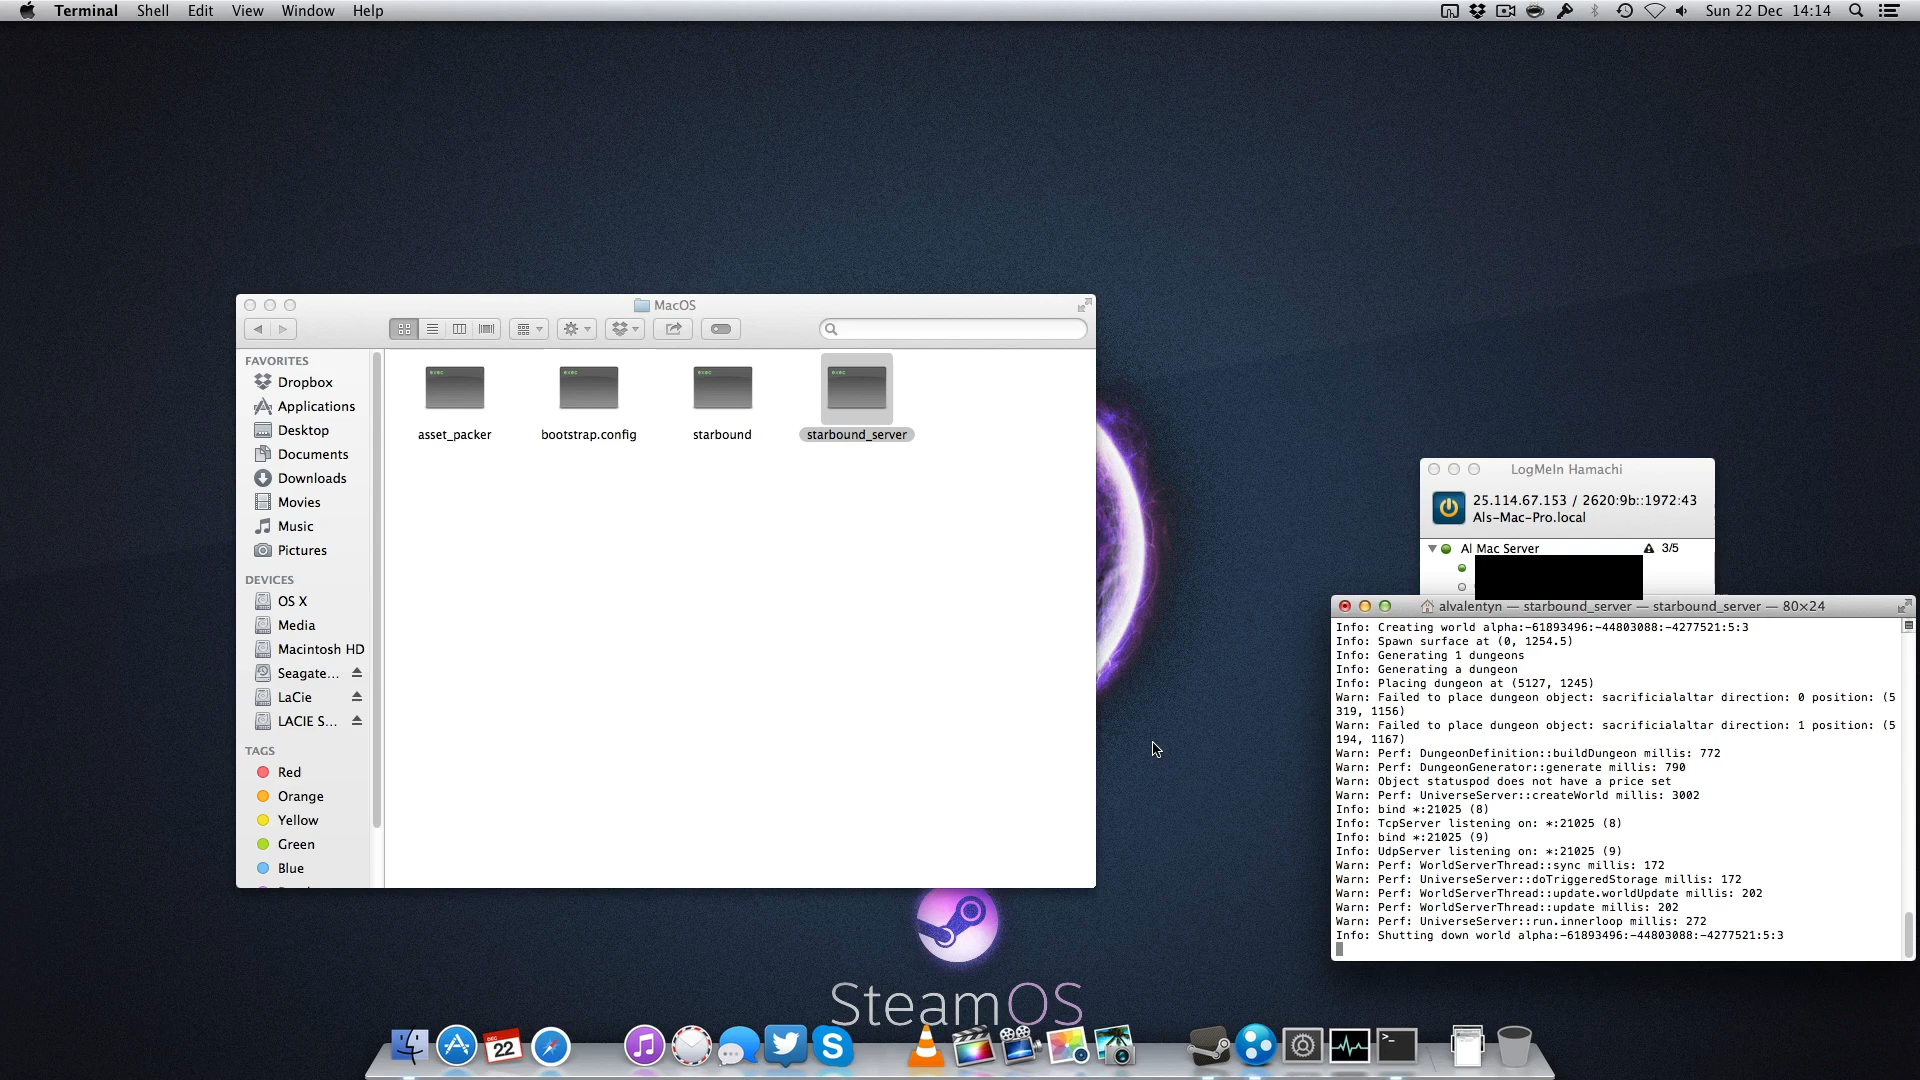 Terminal Shell Edit View Window Help
Sun 22 Dec 14:14
MacOS
FAVORITES
Dropbox
Applications
Desktop
Documents
Downloads
Movies
Music
Pictures
DEVICES
OS X
Media
Macintosh HD
Seagate...
LaCie
LACIE S...
TAGS
Red
Orange
Yellow
Green
Blue
exec exec exec exec
asset_packer bootstrap.config starbound starbound_server
LogMeIn Hamachi
25.114.67.153 / 2620:9b::1972:43
Als-Mac-Pro.local
Al Mac Server 3/5
alvalentyn — starbound_server — starbound_server — 80×24
Info: Creating world alpha:-61893496:-44803088:-4277521:5:3
Info: Spawn surface at (0, 1254.5)
Info: Generating 1 dungeons
Info: Generating a dungeon
Info: Placing dungeon at (5127, 1245)
Warn: Failed to place dungeon object: sacrificialaltar direction: 0 position: (5
319, 1156)
Warn: Failed to place dungeon object: sacrificialaltar direction: 1 position: (5
194, 1167)
Warn: Perf: DungeonDefinition::buildDungeon millis: 772
Warn: Perf: DungeonGenerator::generate millis: 790
Warn: Object statuspod does not have a price set
Warn: Perf: UniverseServer::createWorld millis: 3002
Info: bind *:21025 (8)
Info: TcpServer listening on: *:21025 (8)
Info: bind *:21025 (9)
Info: UdpServer listening on: *:21025 (9)
Warn: Perf: WorldServerThread::sync millis: 172
Warn: Perf: UniverseServer::doTriggeredStorage millis: 172
Warn: Perf: WorldServerThread::update.worldUpdate millis: 202
Warn: Perf: WorldServerThread::update millis: 202
Warn: Perf: UniverseServer::run.innerloop millis: 272
Info: Shutting down world alpha:-61893496:-44803088:-4277521:5:3
SteamOS
DEC
22